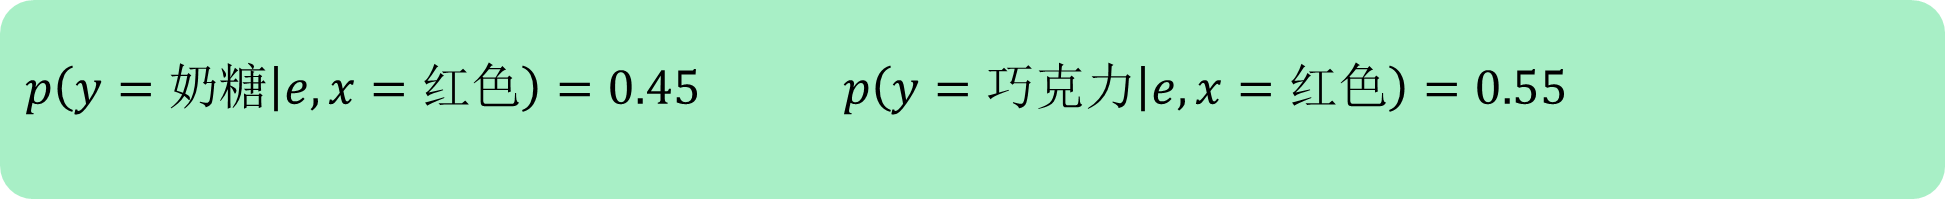 p(y = 奶糖|e, x = 红色) = 0.45 p(y = 巧克力|e, x = 红色) = 0.55